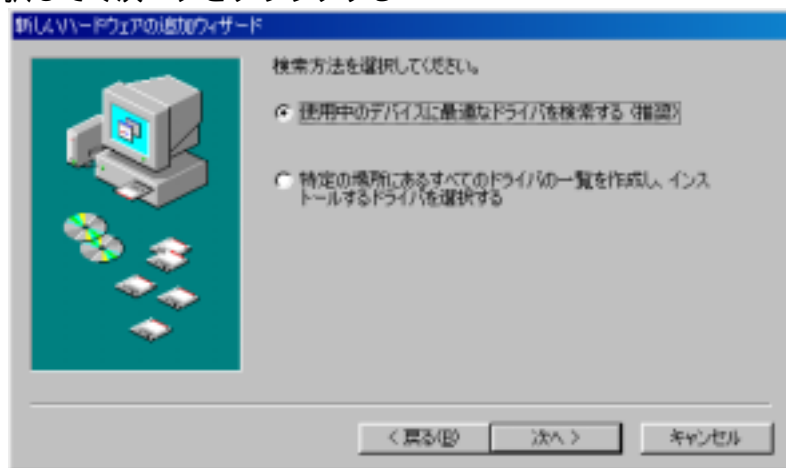 新しいハードウェアの追加ウィザード
検索方法を選択してください。
使用中のデバイスに最適なドライバを検索する（推奨）
特定の場所にあるすべてのドライバの一覧を作成し、インス
トールするドライバを選択する
< 戻る(B)
次へ >
キャンセル